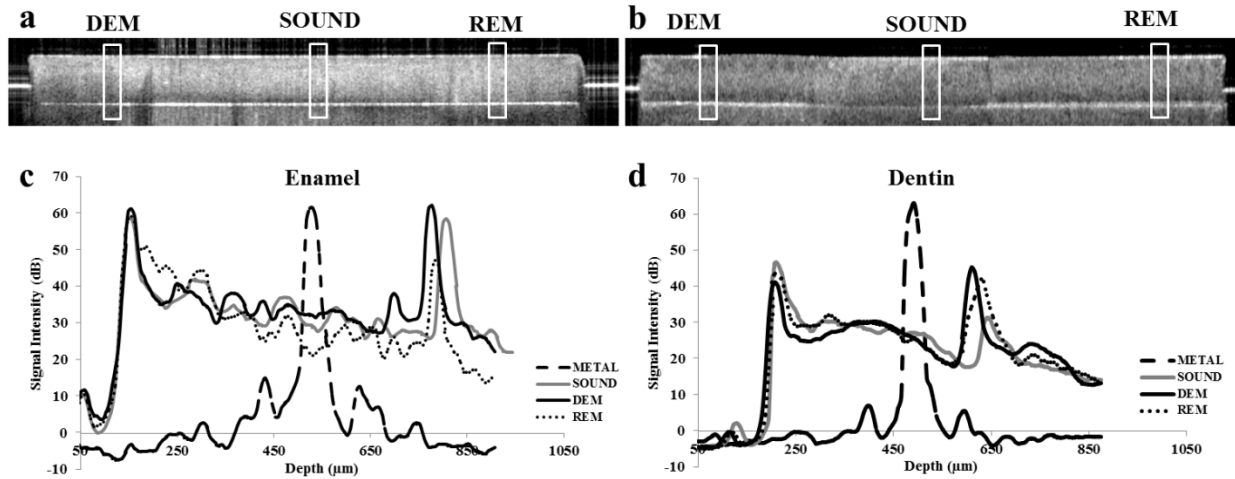 a DEM SOUND REM
b DEM SOUND REM
c Enamel
Signal Intensity (dB)
70
60
50
40
30
20
10
0
-10
50 250 450 650 850 1050
Depth (µm)
METAL
SOUND
DEM
REM
d Dentin
Signal Intensity (dB)
70
60
50
40
30
20
10
0
-10
50 250 450 650 850 1050
Depth (µm)
METAL
SOUND
DEM
REM